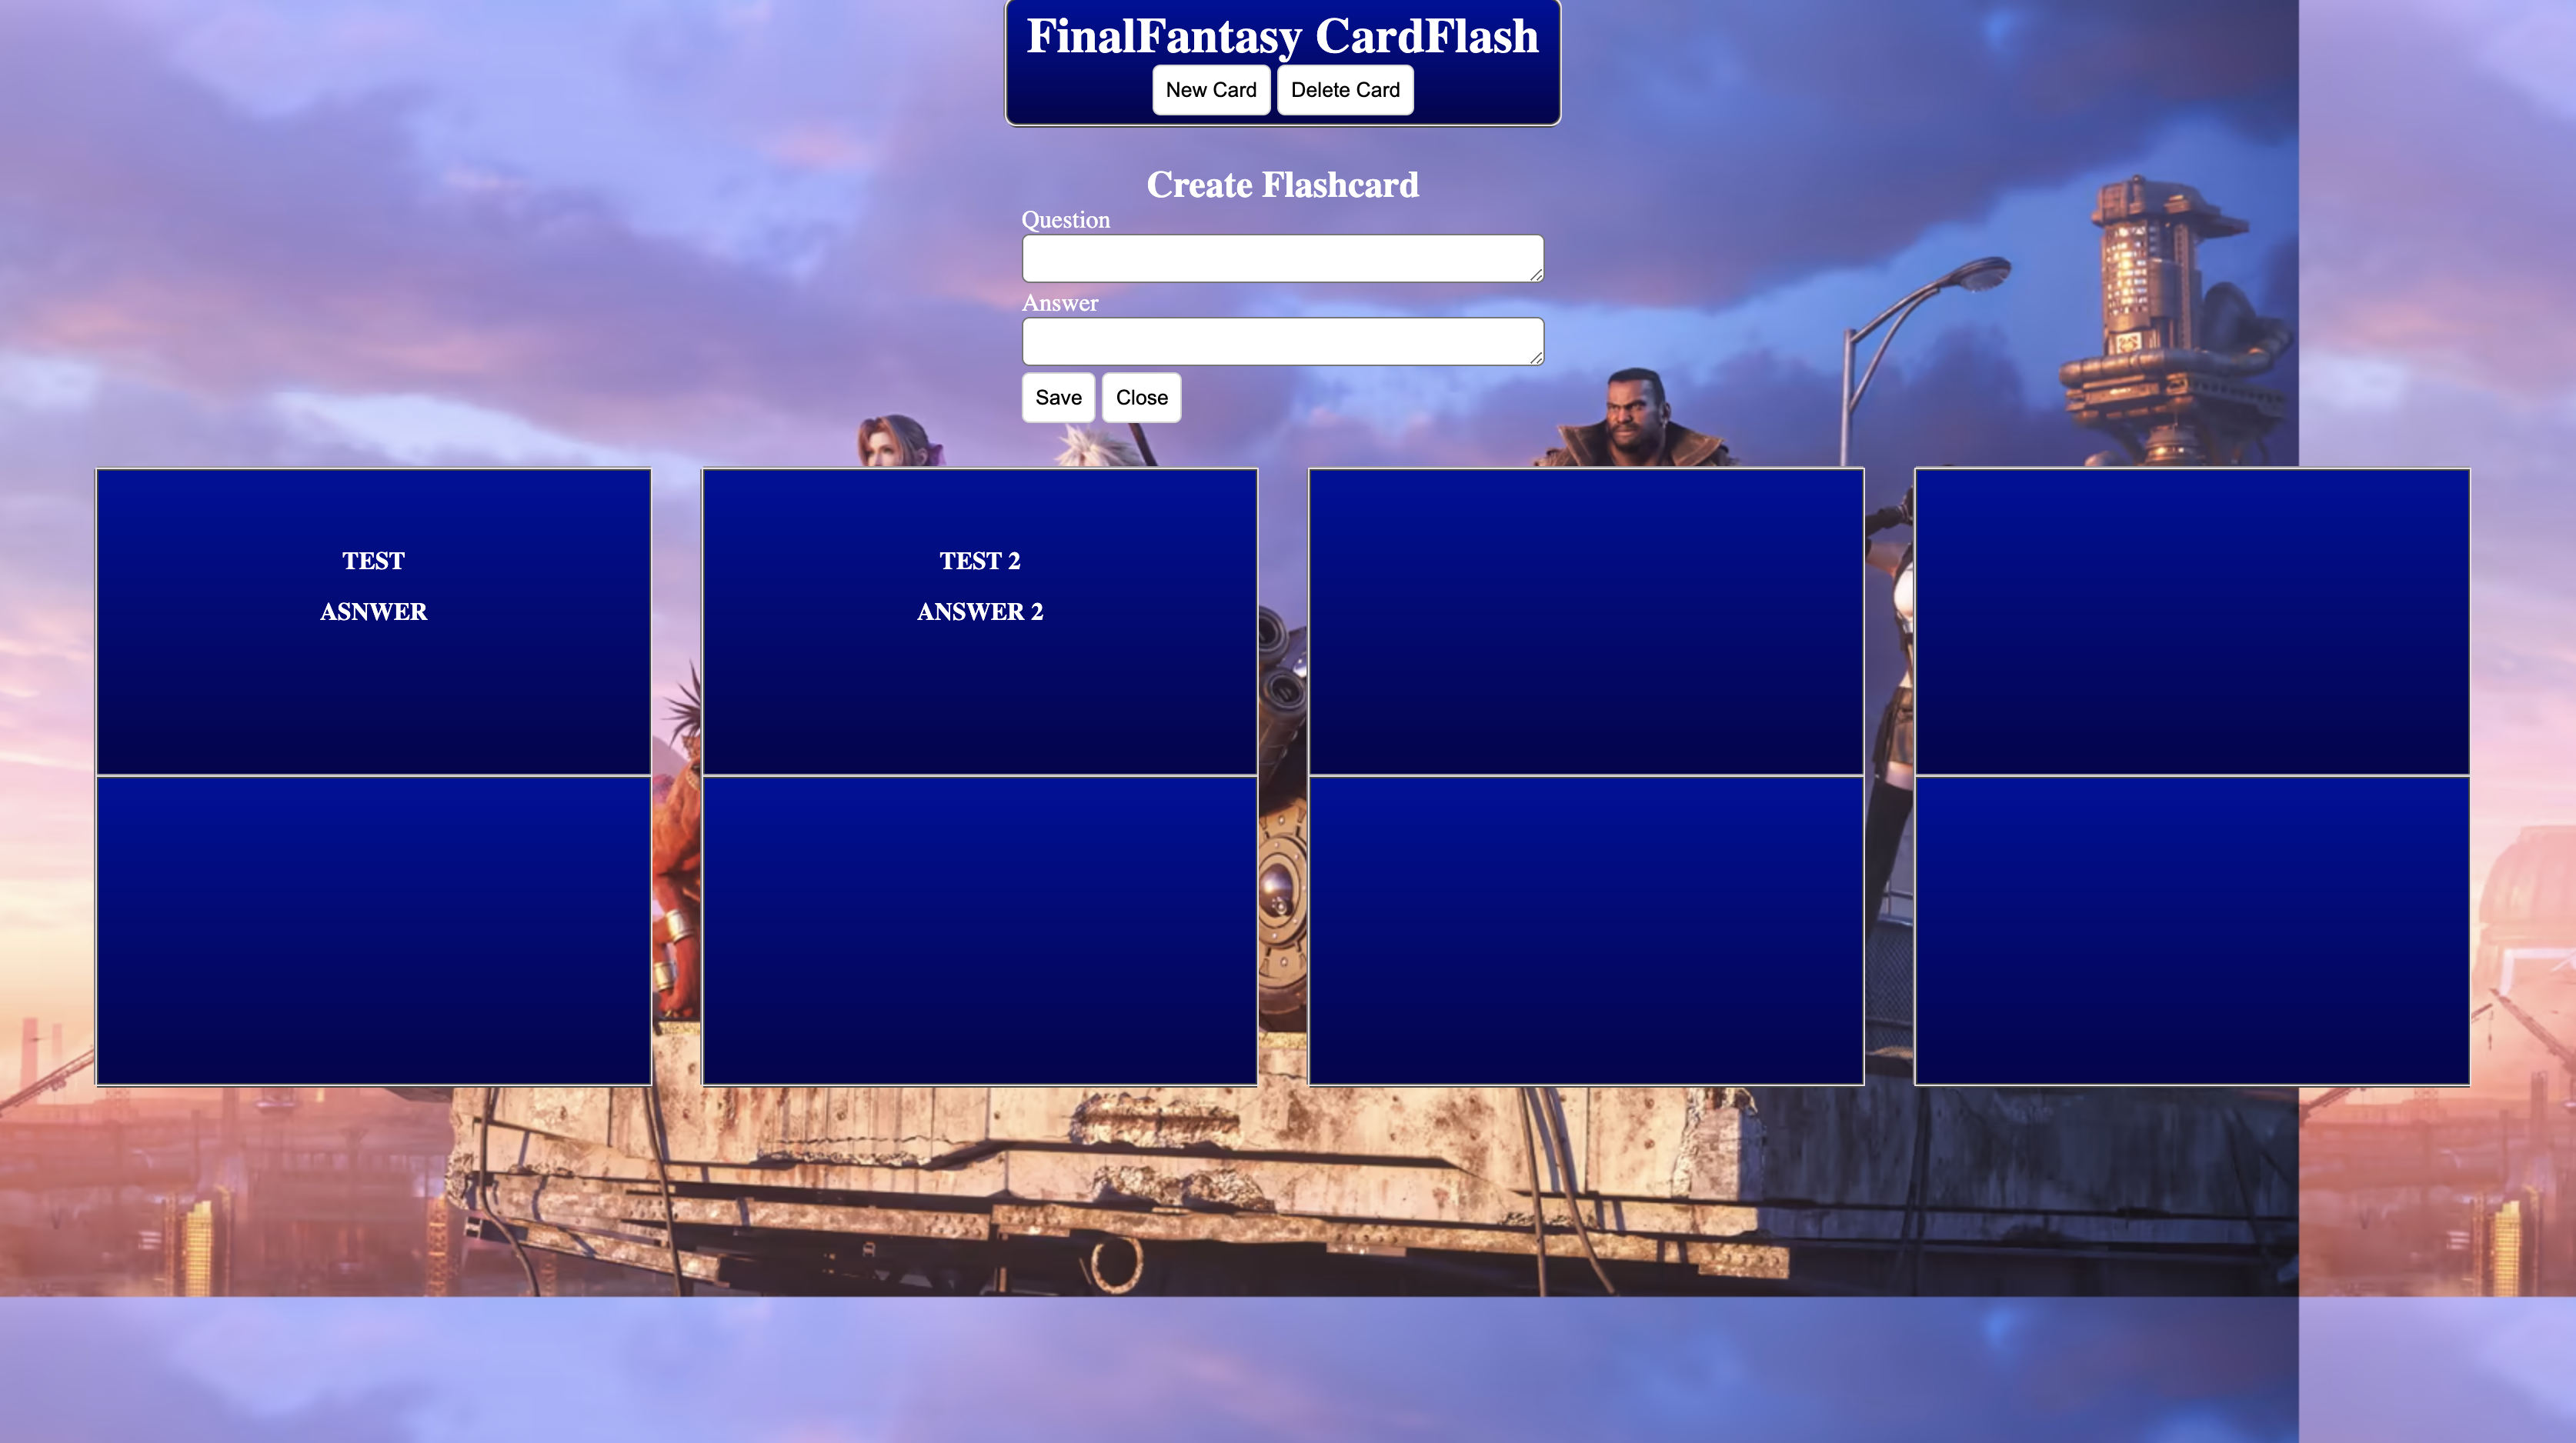 FinalFantasy CardFlash
New Card Delete Card
Create Flashcard
Question
Answer
Save Close
TEST
ASNWER
TEST 2
ANSWER 2